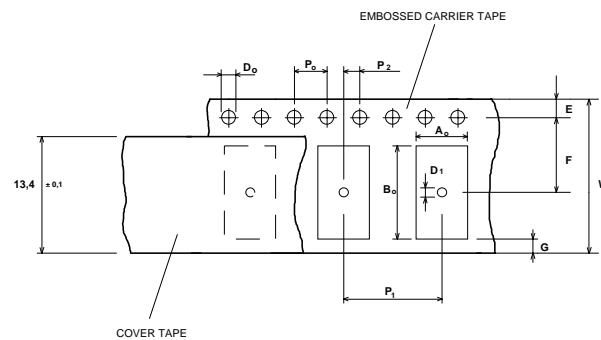 EMBOSSED CARRIER TAPE
Do Po P2
E
Ao
F
D1
Bo
13,4 ± 0,1
G
P1
COVER TAPE